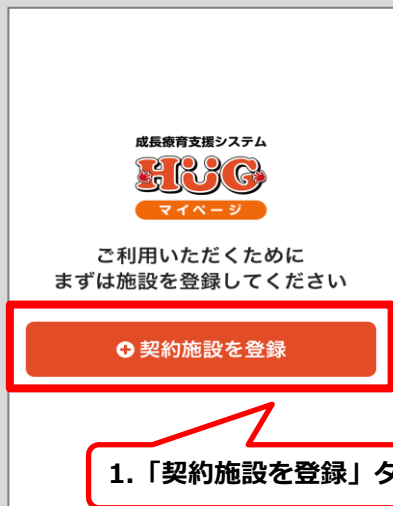 成長療育支援システム
HUG
マイページ
ご利用いただくために
まずは施設を登録してください
契約施設を登録
1.「契約施設を登録」タ